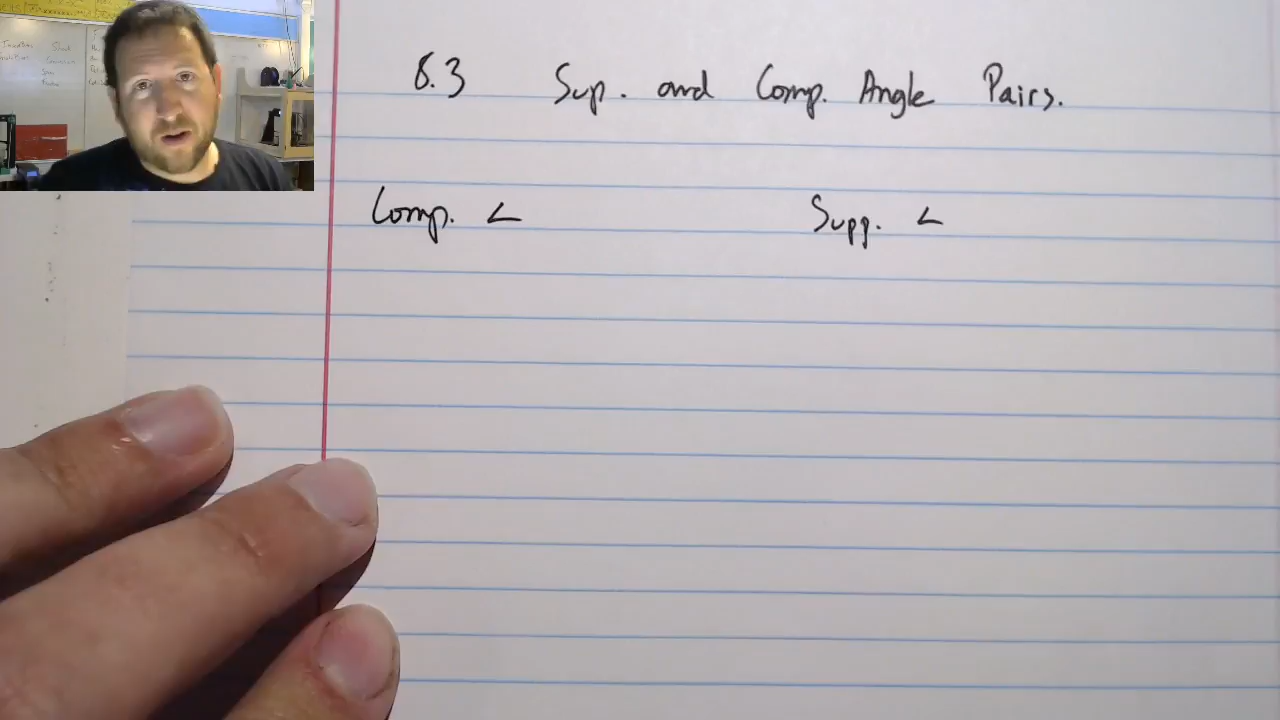 8.3 Sup. and Comp. Angle Pairs.
Comp. ∠ Supp. ∠